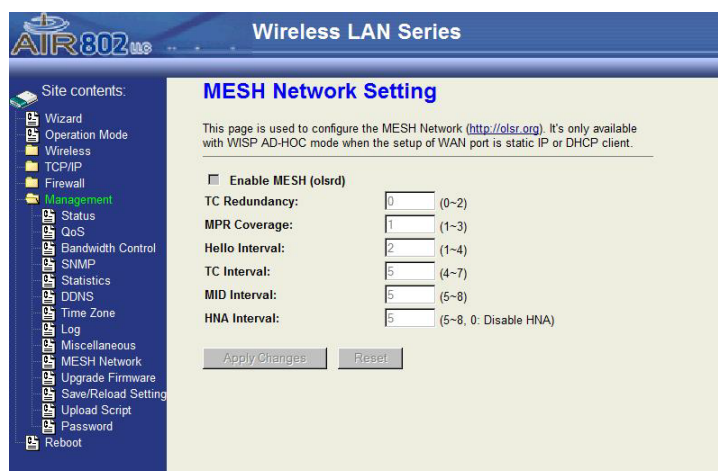 AIR802 LLC
Wireless LAN Series
Site contents:
Wizard
Operation Mode
Wireless
TCP/IP
Firewall
Management
Status
QoS
Bandwidth Control
SNMP
Statistics
DDNS
Time Zone
Log
Miscellaneous
MESH Network
Upgrade Firmware
Save/Reload Setting
Upload Script
Password
Reboot
MESH Network Setting
This page is used to configure the MESH Network (http://olsr.org). It's only available
with WISP AD-HOC mode when the setup of WAN port is static IP or DHCP client.
Enable MESH (olsrd)
TC Redundancy: 0 (0~2)
MPR Coverage: 1 (1~3)
Hello Interval: 2 (1~4)
TC Interval: 5 (4~7)
MID Interval: 5 (5~8)
HNA Interval: 5 (5~8, 0: Disable HNA)
Apply Changes Reset